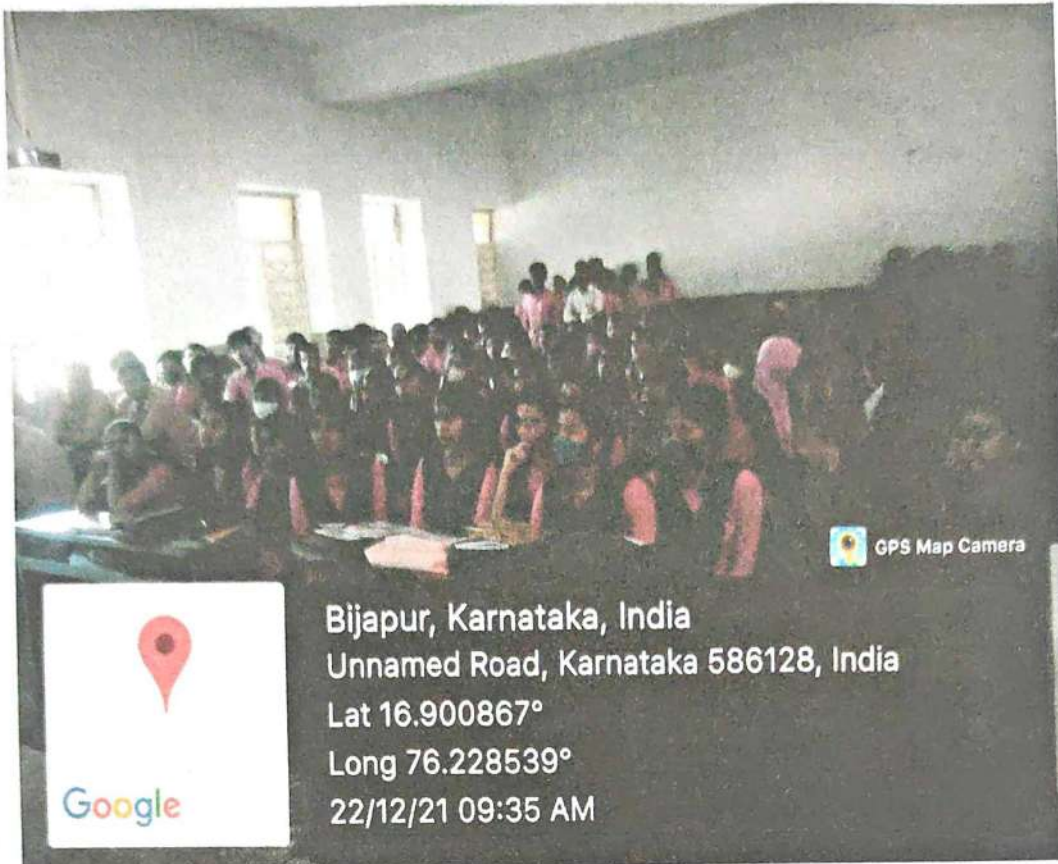 GPS Map Camera
Bijapur, Karnataka, India
Unnamed Road, Karnataka 586128, India
Lat 16.900867°
Long 76.228539°
22/12/21 09:35 AM
Google